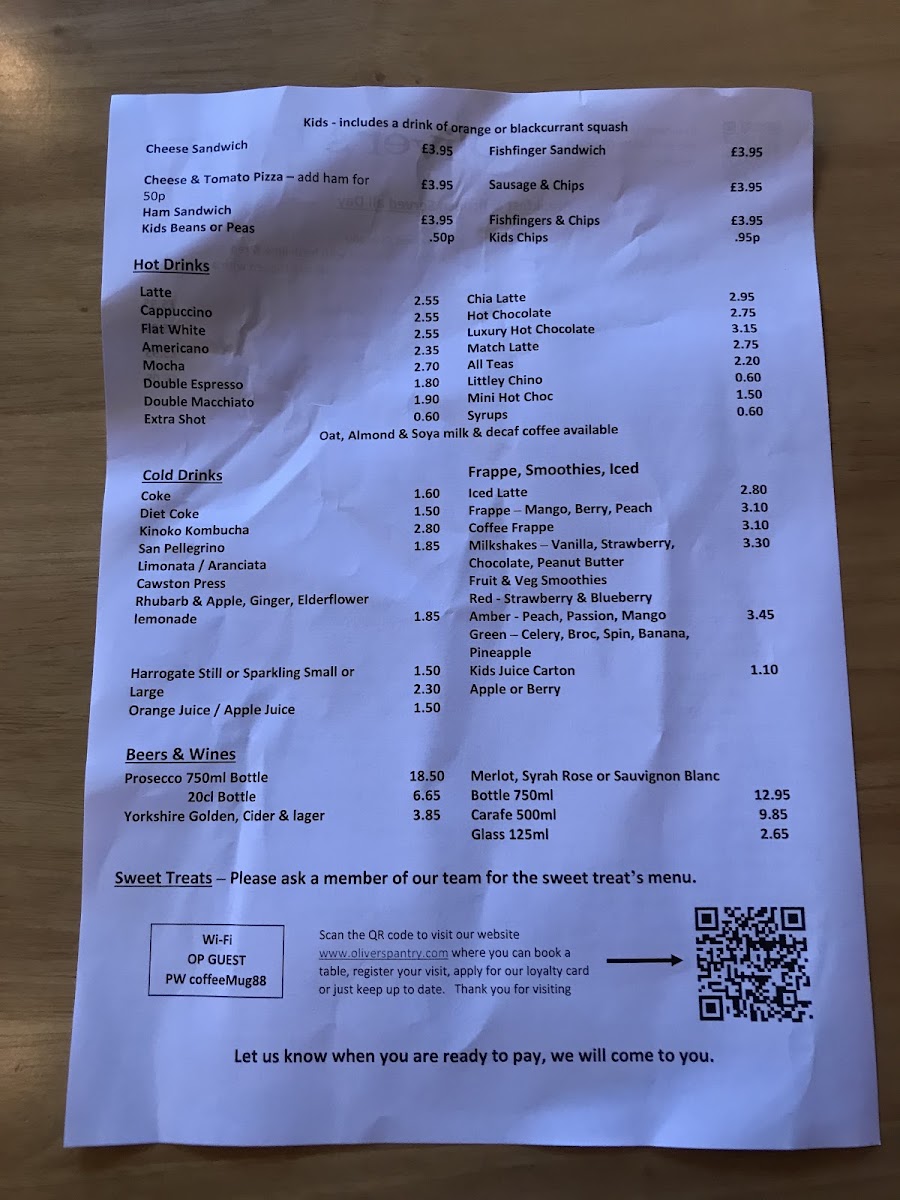 Kids - includes a drink of orange or blackcurrant squash
Cheese Sandwich £3.95 Fishfinger Sandwich £3.95
Cheese & Tomato Pizza – add ham for £3.95 Sausage & Chips £3.95
50p
Ham Sandwich £3.95 Fishfingers & Chips £3.95
Kids Beans or Peas .50p Kids Chips .95p
Hot Drinks
Latte 2.55 Chia Latte 2.95
Cappuccino 2.55 Hot Chocolate 2.75
Flat White 2.55 Luxury Hot Chocolate 3.15
Americano 2.35 Match Latte 2.75
Mocha 2.70 All Teas 2.20
Double Espresso 1.80 Littley Chino 0.60
Double Macchiato 1.90 Mini Hot Choc 1.50
Extra Shot 0.60 Syrups 0.60
Oat, Almond & Soya milk & decaf coffee available
Cold Drinks Frappe, Smoothies, Iced
Coke 1.60 Iced Latte 2.80
Diet Coke 1.50 Frappe – Mango, Berry, Peach 3.10
Kinoko Kombucha 2.80 Coffee Frappe 3.10
San Pellegrino 1.85 Milkshakes – Vanilla, Strawberry, 3.30
Limonata / Aranciata Chocolate, Peanut Butter
Cawston Press Fruit & Veg Smoothies
Rhubarb & Apple, Ginger, Elderflower Red - Strawberry & Blueberry
lemonade 1.85 Amber - Peach, Passion, Mango 3.45
Green – Celery, Broc, Spin, Banana,
Pineapple
Harrogate Still or Sparkling Small or 1.50 Kids Juice Carton 1.10
Large 2.30 Apple or Berry
Orange Juice / Apple Juice 1.50
Beers & Wines
Prosecco 750ml Bottle 18.50 Merlot, Syrah Rose or Sauvignon Blanc
20cl Bottle 6.65 Bottle 750ml 12.95
Yorkshire Golden, Cider & lager 3.85 Carafe 500ml 9.85
Glass 125ml 2.65
Sweet Treats – Please ask a member of our team for the sweet treat's menu.
Wi-Fi
OP GUEST
PW coffeeMug88
Scan the QR code to visit our website
www.oliverspantry.com where you can book a
table, register your visit, apply for our loyalty card
or just keep up to date. Thank you for visiting
Let us know when you are ready to pay, we will come to you.